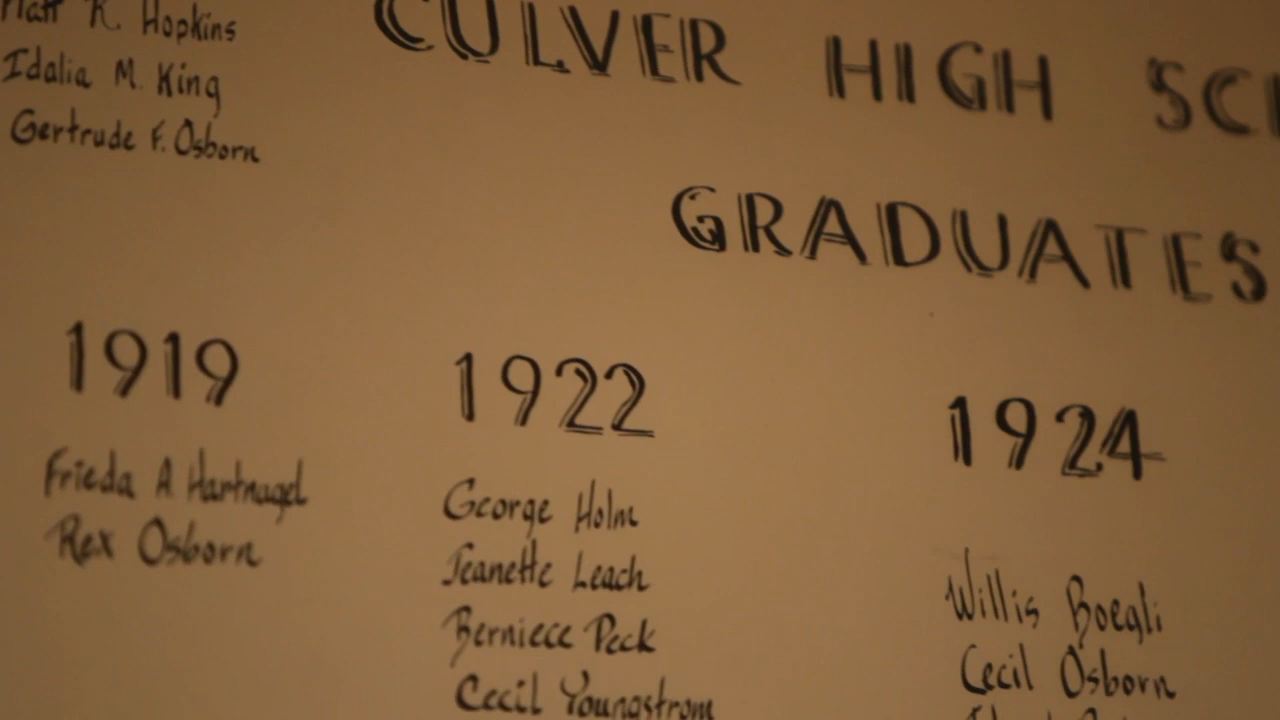 K. Hopkins
Idalia M. King
Gertrude F. Osborn
CULVER HIGH
GRADUATES
1919
Frieda A Hartnagel
Rex Osborn
1922
George Holm
Jeanette Leach
Berniece Peck
Cecil Youngstrom
1924
Willis Boegli
Cecil Osborn